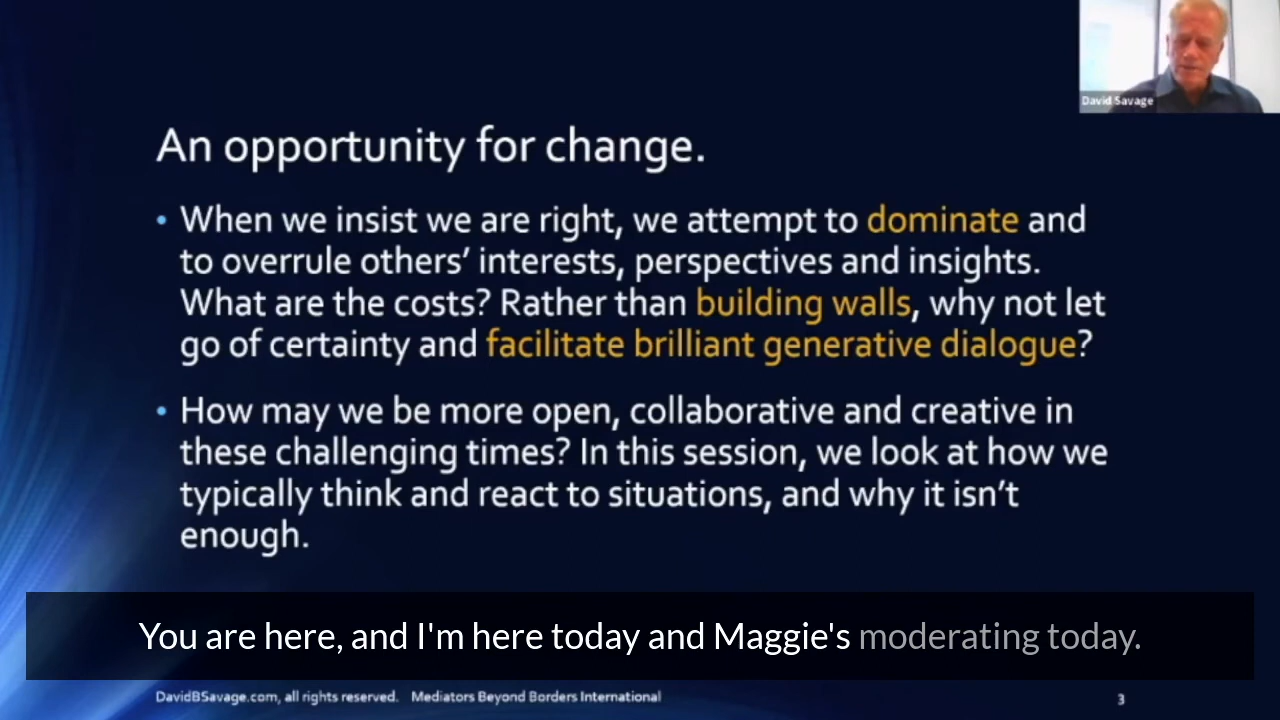 David Savage
An opportunity for change.
• When we insist we are right, we attempt to dominate and
to overrule others’ interests, perspectives and insights.
What are the costs? Rather than building walls, why not let
go of certainty and facilitate brilliant generative dialogue?
• How may we be more open, collaborative and creative in
these challenging times? In this session, we look at how we
typically think and react to situations, and why it isn’t
enough.
You are here, and I'm here today and Maggie's moderating today.
DavidBSavage.com, all rights reserved. Mediators Beyond Borders International
3